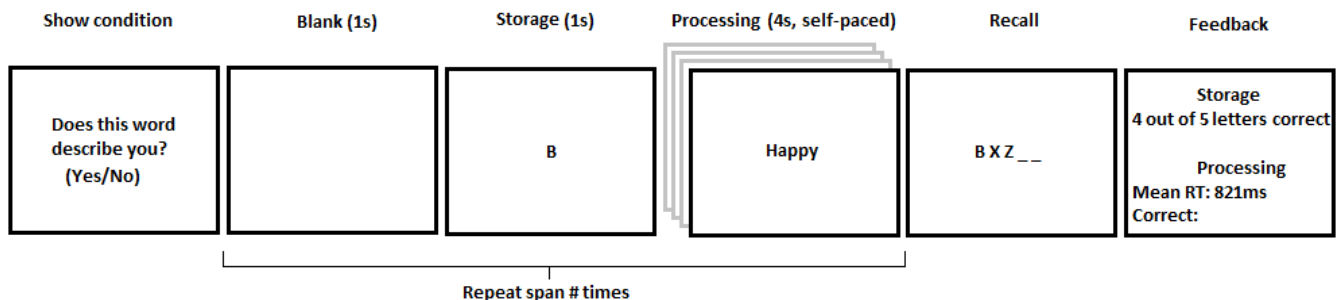 Show condition
Blank (1s)
Storage (1s)
Processing (4s, self-paced)
Recall
Feedback
Does this word
describe you?
(Yes/No)
B
Happy
B X Z _ _
Storage
4 out of 5 letters correct
Processing
Mean RT: 821ms
Correct:
Repeat span # times